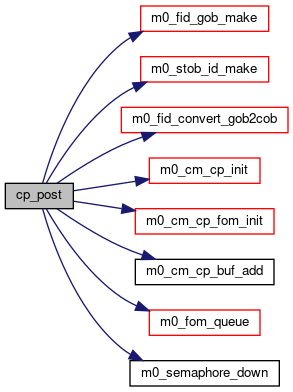 m0_fid_gob_make
m0_stob_id_make
m0_fid_convert_gob2cob
m0_cm_cp_init
cp_post
m0_cm_cp_fom_init
m0_cm_cp_buf_add
m0_fom_queue
m0_semaphore_down